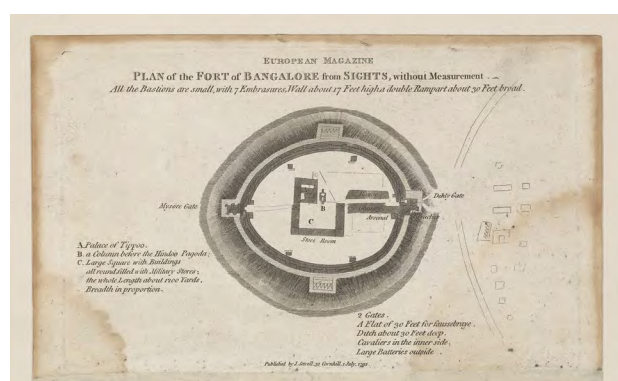 EUROPEAN MAGAZINE
PLAN of the FORT of BANGALORE from SIGHTS, without Measurement.
All the Bastions are small, with 7 Embrasures. Wall about 17 Feet high a double Rampart about 30 Feet broad.
Mysore Gate
Dehly Gate
B
C
Arsenal
Store Room
A. Palace of Tippoo.
B. a Column before the Hindoo Pagoda;
C. Large Square with Buildings
all round filled with Military Stores;
the whole Length about 1200 Yards.
Breadth in proportion.
2 Gates.
A Flat of 30 Feet for faussebraye.
Ditch about 30 Feet deep.
Cavaliers in the inner side.
Large Batteries outside.
Published by J. Sewell, 32 Cornhill, 1 July, 1791